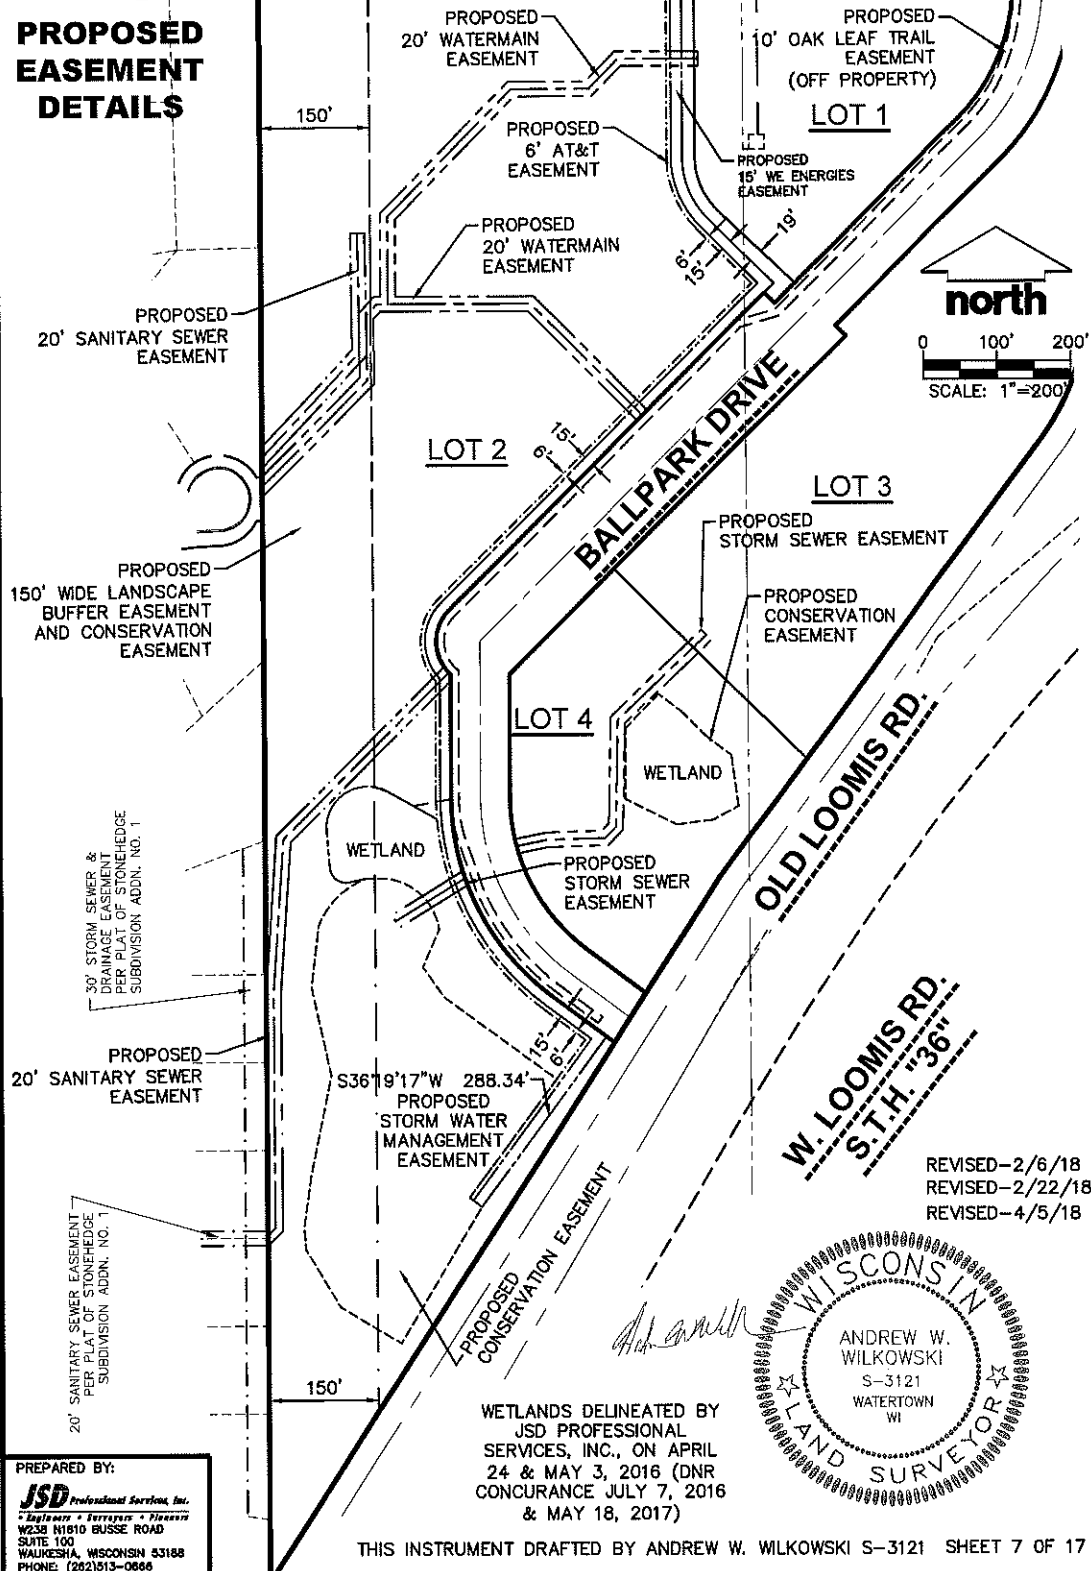 PROPOSED
EASEMENT
DETAILS
150'
PROPOSED
20' WATERMAIN
EASEMENT
PROPOSED
10' OAK LEAF TRAIL
EASEMENT
(OFF PROPERTY)
LOT 1
PROPOSED
6' AT&T
EASEMENT
PROPOSED
15' WE ENERGIES
EASEMENT
19'
6'
15'
PROPOSED
20' WATERMAIN
EASEMENT
north
0 100' 200'
SCALE: 1"=200'
PROPOSED
20' SANITARY SEWER
EASEMENT
BALLPARK DRIVE
15'
6'
LOT 2
LOT 3
PROPOSED
STORM SEWER EASEMENT
PROPOSED
150' WIDE LANDSCAPE
BUFFER EASEMENT
AND CONSERVATION
EASEMENT
PROPOSED
CONSERVATION
EASEMENT
LOT 4
WETLAND
OLD LOOMIS RD.
WETLAND
PROPOSED
STORM SEWER
EASEMENT
30' STORM SEWER &
DRAINAGE EASEMENT
PER PLAT OF STONEHEDGE
SUBDIVISION ADDN. NO. 1
W. LOOMIS RD.
S.T.H. "36"
PROPOSED
20' SANITARY SEWER
EASEMENT
15'
6'
S36°19'17"W 288.34'
PROPOSED
STORM WATER
MANAGEMENT
EASEMENT
REVISED-2/6/18
REVISED-2/22/18
REVISED-4/5/18
20' SANITARY SEWER EASEMENT
PER PLAT OF STONEHEDGE
SUBDIVISION ADDN. NO. 1
PROPOSED
CONSERVATION EASEMENT
WISCONSIN
ANDREW W.
WILKOWSKI
S-3121
WATERTOWN
WI
LAND SURVEYOR
150'
WETLANDS DELINEATED BY
JSD PROFESSIONAL
SERVICES, INC., ON APRIL
24 & MAY 3, 2016 (DNR
CONCURANCE JULY 7, 2016
& MAY 18, 2017)
PREPARED BY:
JSD Professional Services, Inc.
• Engineers • Surveyors • Planners
W238 N1610 BUSSE ROAD
SUITE 100
WAUKESHA, WISCONSIN 53188
PHONE: (262)513-0666
THIS INSTRUMENT DRAFTED BY ANDREW W. WILKOWSKI S-3121 SHEET 7 OF 17